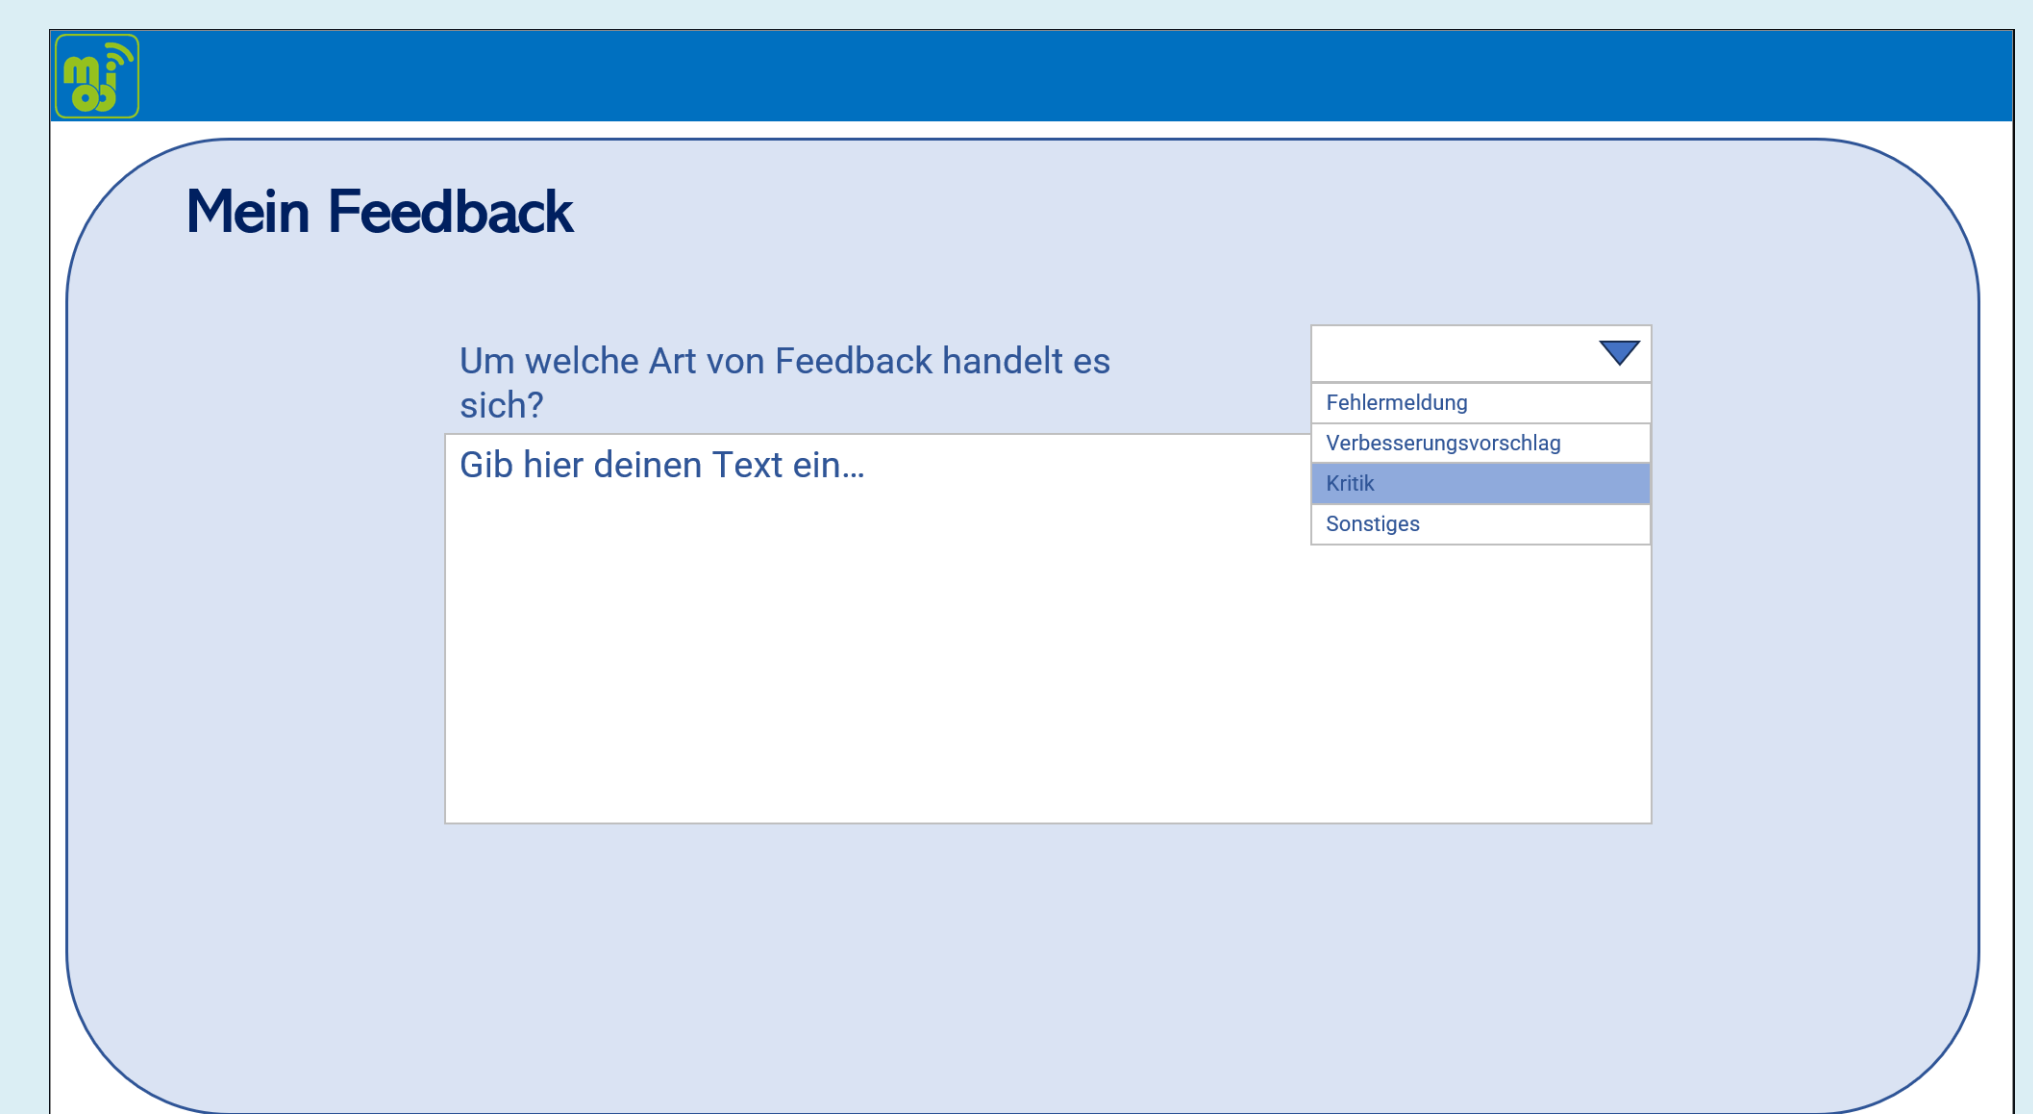 Mein Feedback
Um welche Art von Feedback handelt es
sich?
Fehlermeldung
Verbesserungsvorschlag
Kritik
Sonstiges
Gib hier deinen Text ein...